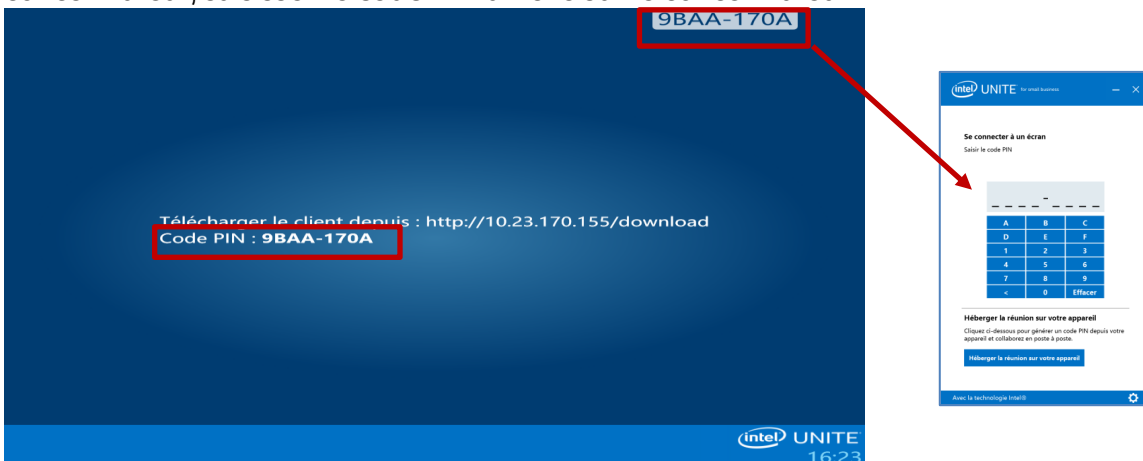 9BAA-170A
Télécharger le client depuis : http://10.23.170.155/download
Code PIN : 9BAA-170A
intel UNITE
16:23
intel UNITE for small business
Se connecter à un écran
Saisir le code PIN
_ _ _ _ - _ _ _ _
A B C
D E F
1 2 3
4 5 6
7 8 9
< 0 Effacer
Héberger la réunion sur votre appareil
Cliquez ci-dessous pour générer un code PIN depuis votre
appareil et collaborez en poste à poste.
Héberger la réunion sur votre appareil
Avec la technologie Intel®